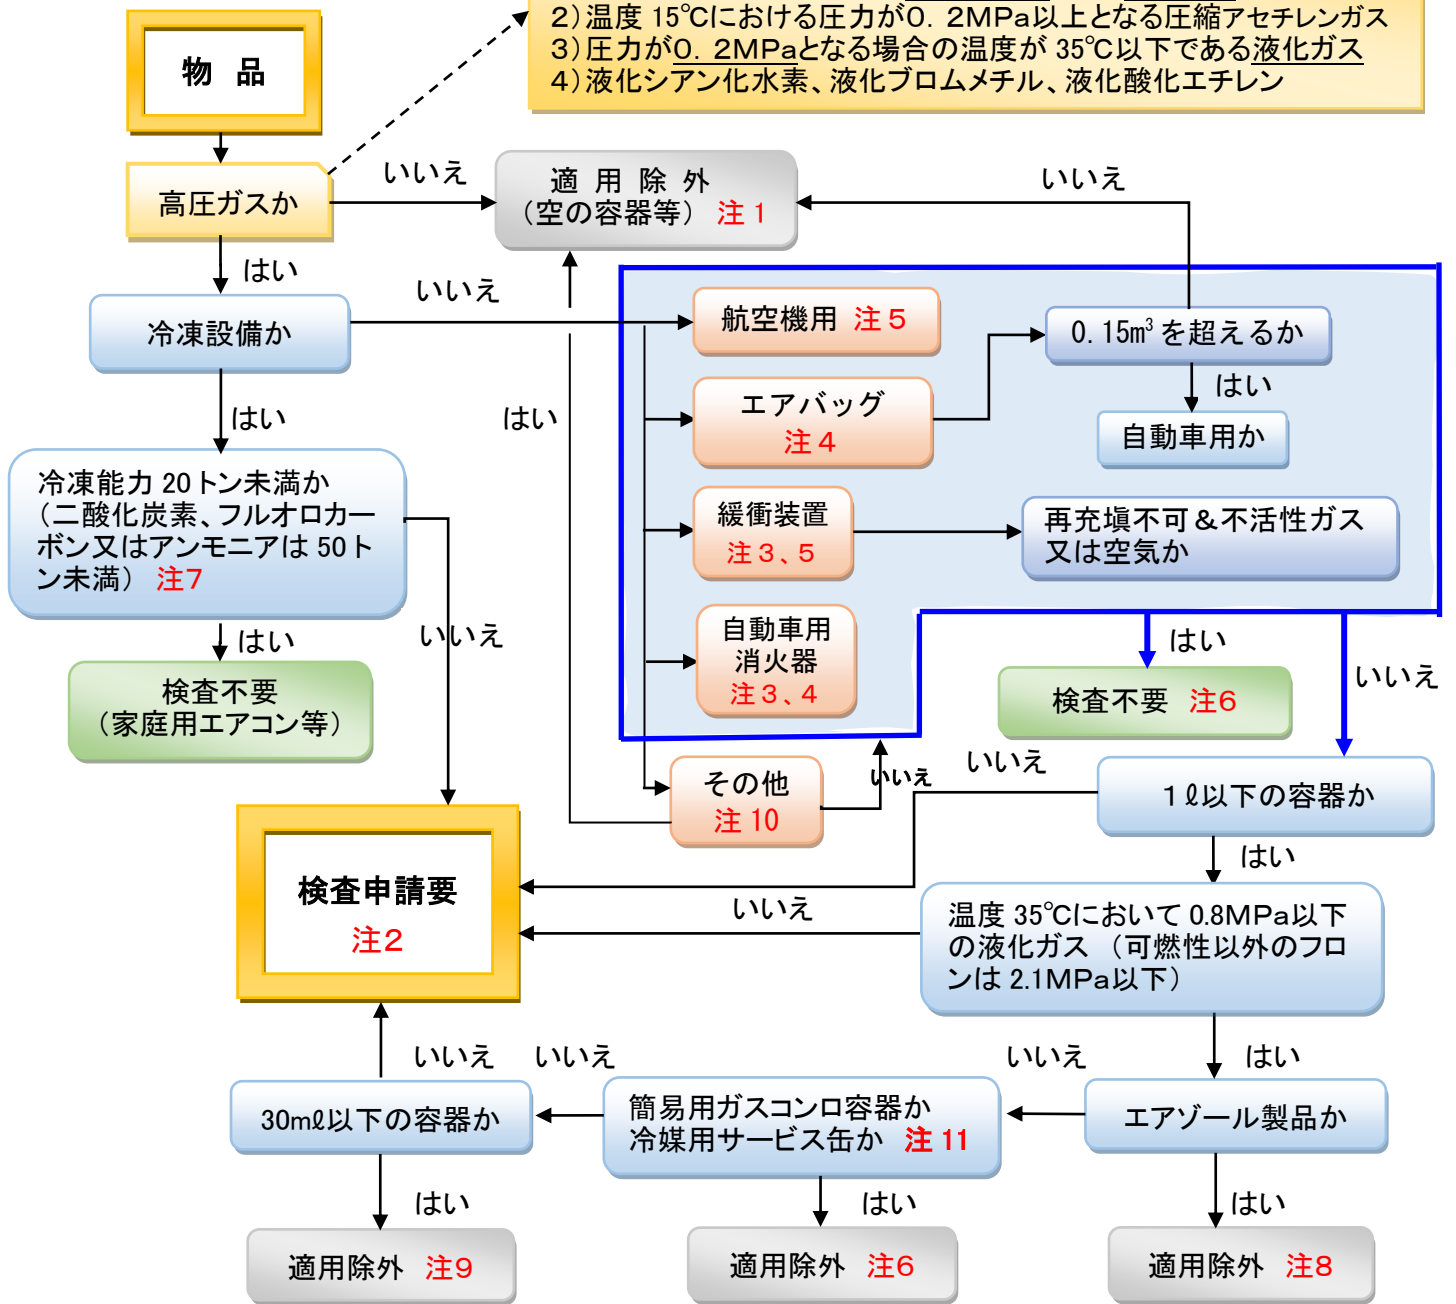 2）温度 15℃における圧力が0．2MPa以上となる圧縮アセチレンガス
3）圧力が0．2MPaとなる場合の温度が 35℃以下である液化ガス
4）液化シアン化水素、液化ブロムメチル、液化酸化エチレン
物 品
高圧ガスか
いいえ
適 用 除 外
（空の容器等） 注１
いいえ
はい
冷凍設備か
いいえ
航空機用 注５
0.15m³を超えるか
はい
エアバッグ
注４
自動車用か
はい
はい
冷凍能力 20トン未満か
（二酸化炭素、フルオロカー
ボン又はアンモニアは 50ト
ン未満） 注7
緩衝装置
注３、５
再充塡不可＆不活性ガス
又は空気か
自動車用
消火器
注３、４
はい
いいえ
検査不要
（家庭用エアコン等）
はい
いいえ
検査不要 注6
その他
注 10
いいえ
いいえ
１ℓ以下の容器か
はい
検査申請要
注2
いいえ
温度 35℃において 0.8MPa以下
の液化ガス （可燃性以外のフロ
ンは 2.1MPa以下）
いいえ
いいえ
いいえ
はい
30mℓ以下の容器か
簡易用ガスコンロ容器か
冷媒用サービス缶か 注 11
エアゾール製品か
はい
はい
はい
適用除外 注9
適用除外 注6
適用除外 注8